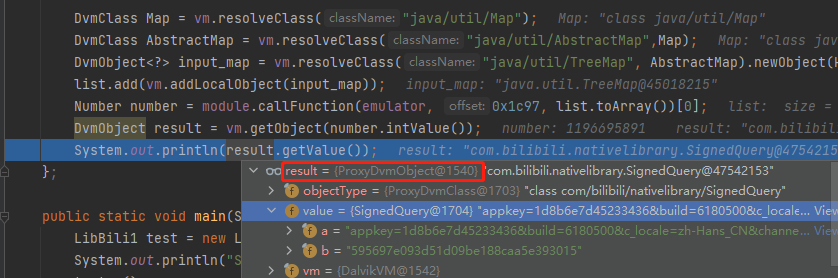 DvmClass Map = vm.resolveClass( className: "java/util/Map");  Map: "class java/util/Map"
DvmClass AbstractMap = vm.resolveClass( className: "java/util/AbstractMap",Map);  Map: "class jav
DvmObject<?> input_map = vm.resolveClass( className: "java/util/TreeMap", AbstractMap).newObject(
list.add(vm.addLocalObject(input_map));  input_map: "java.util.TreeMap@45018215"
Number number = module.callFunction(emulator, offset: 0x1c97, list.toArray())[0];  list: size =
DvmObject result = vm.getObject(number.intValue());  number: 1196695891  result: "com.bilibi
System.out.println(result.getValue());  result: "com.bilibili.nativelibrary.SignedQuery@4754215
};
result = {ProxyDvmObject@1540} "com.bilibili.nativelibrary.SignedQuery@47542153"
objectType = {ProxyDvmClass@1703} "class com/bilibili/nativelibrary/SignedQuery"
value = {SignedQuery@1704} "appkey=1d8b6e7d45233436&build=6180500&c_locale=... View
a = "appkey=1d8b6e7d45233436&build=6180500&c_locale=zh-Hans_CN&channe... View
b = "595697e093d51d09be188caa5e393015"
vm = {DalvikVM@1542}
public static void main(S
LibBili1 test = new L
System.out.println("S